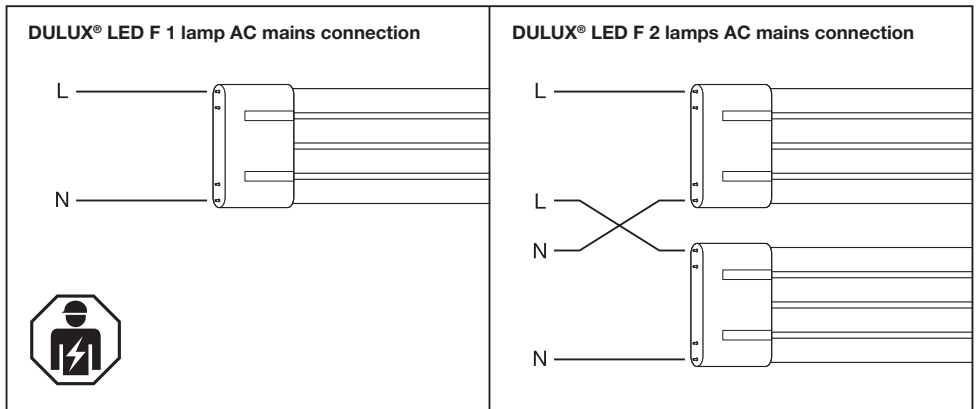 DULUX® LED F 1 lamp AC mains connection
L
N
DULUX® LED F 2 lamps AC mains connection
L
L
N
N